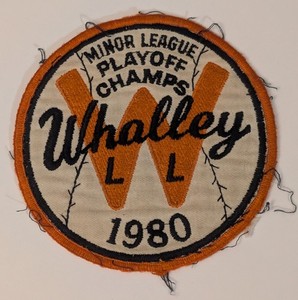 MINOR LEAGUE
PLAYOFF
CHAMPS
W
Whalley
L L
1980